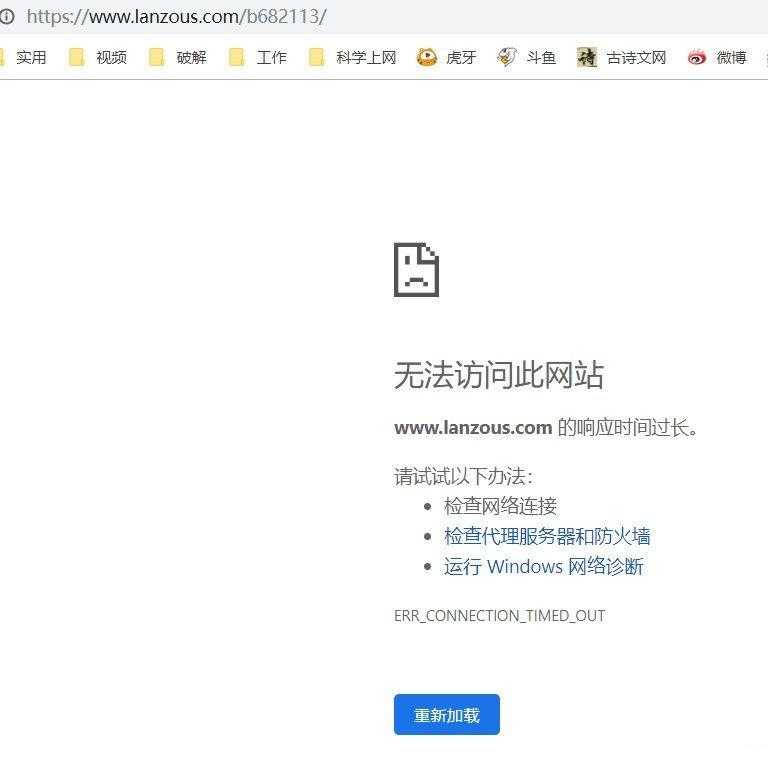 https://www.lanzous.com/b682113/
实用 视频 破解 工作 科学上网 虎牙 斗鱼 诗 古诗文网 微博
无法访问此网站
www.lanzous.com 的响应时间过长。
请试试以下办法：
检查网络连接
检查代理服务器和防火墙
运行 Windows 网络诊断
ERR_CONNECTION_TIMED_OUT
重新加载